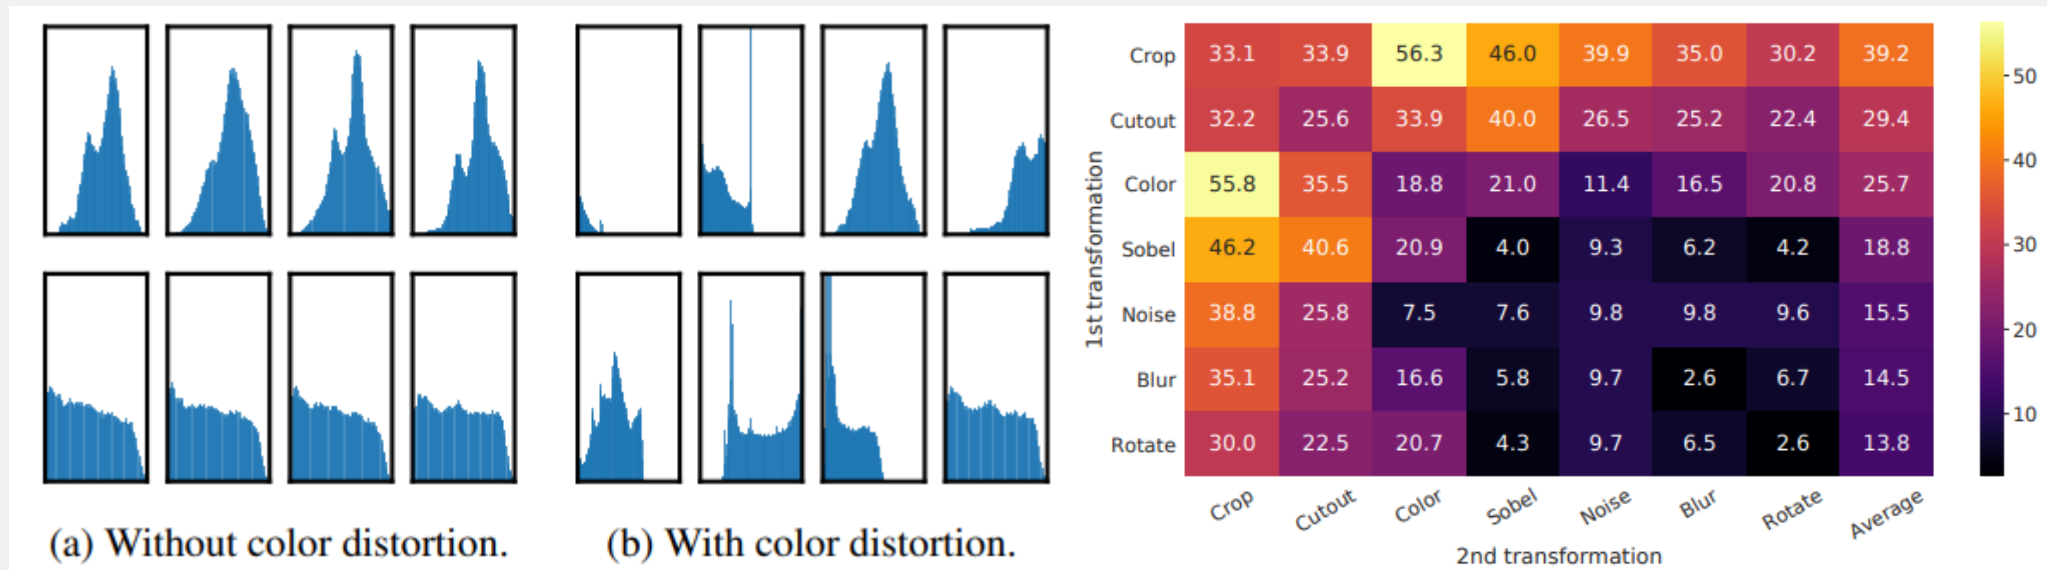 (a) Without color distortion.
(b) With color distortion.
1st transformation
Crop 33.1 33.9 56.3 46.0 39.9 35.0 30.2 39.2
Cutout 32.2 25.6 33.9 40.0 26.5 25.2 22.4 29.4
Color 55.8 35.5 18.8 21.0 11.4 16.5 20.8 25.7
Sobel 46.2 40.6 20.9 4.0 9.3 6.2 4.2 18.8
Noise 38.8 25.8 7.5 7.6 9.8 9.8 9.6 15.5
Blur 35.1 25.2 16.6 5.8 9.7 2.6 6.7 14.5
Rotate 30.0 22.5 20.7 4.3 9.7 6.5 2.6 13.8
Crop Cutout Color Sobel Noise Blur Rotate Average
2nd transformation
50
40
30
20
10